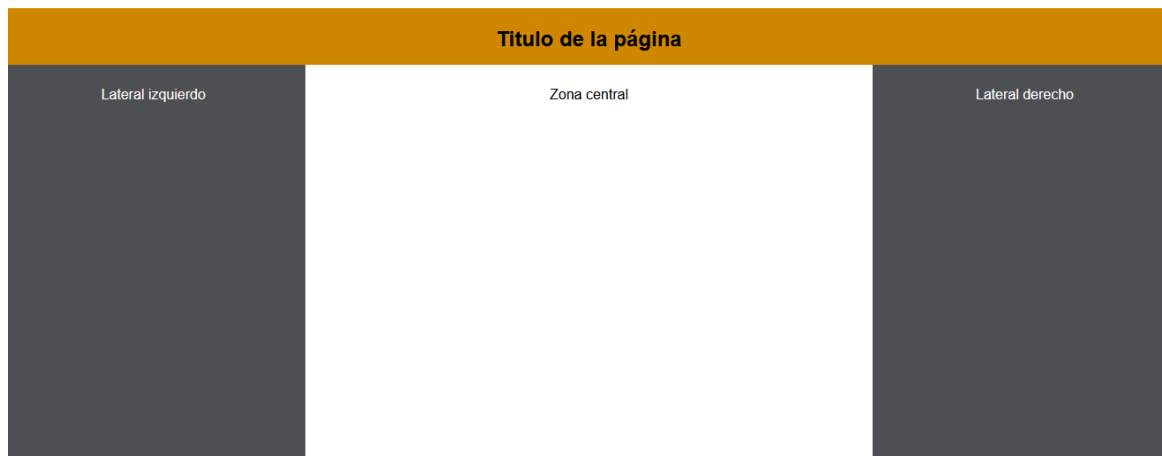 Titulo de la página
Lateral izquierdo
Zona central
Lateral derecho